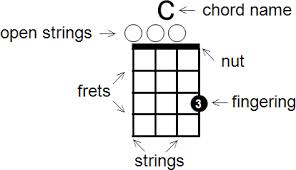 C
chord name
open strings
nut
frets
3
fingering
strings